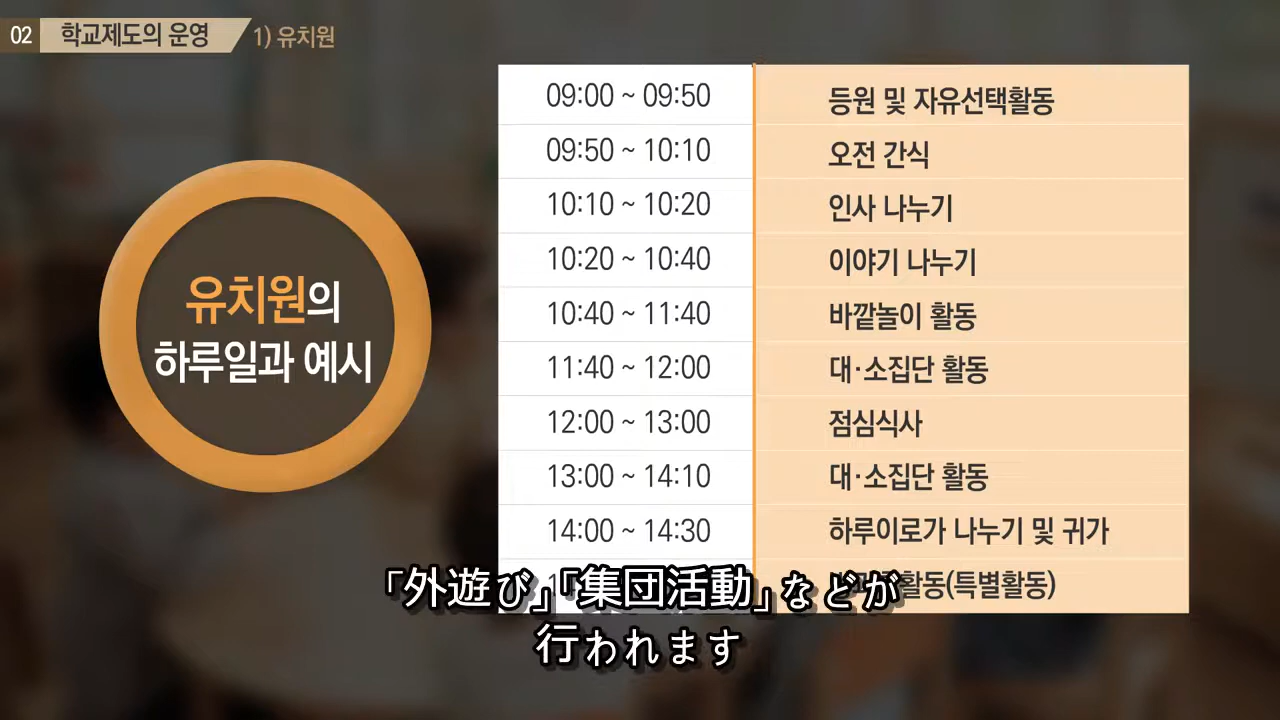 02 학교제도의 운영 1) 유치원
유치원의
하루일과 예시
09:00 ~ 09:50 등원 및 자유선택활동
09:50 ~ 10:10 오전 간식
10:10 ~ 10:20 인사 나누기
10:20 ~ 10:40 이야기 나누기
10:40 ~ 11:40 바깥놀이 활동
11:40 ~ 12:00 대·소집단 활동
12:00 ~ 13:00 점심식사
13:00 ~ 14:10 대·소집단 활동
14:00 ~ 14:30 하루이로가 나누기 및 귀가
활동(특별활동)
「外遊び」「集団活動」などが
行われます